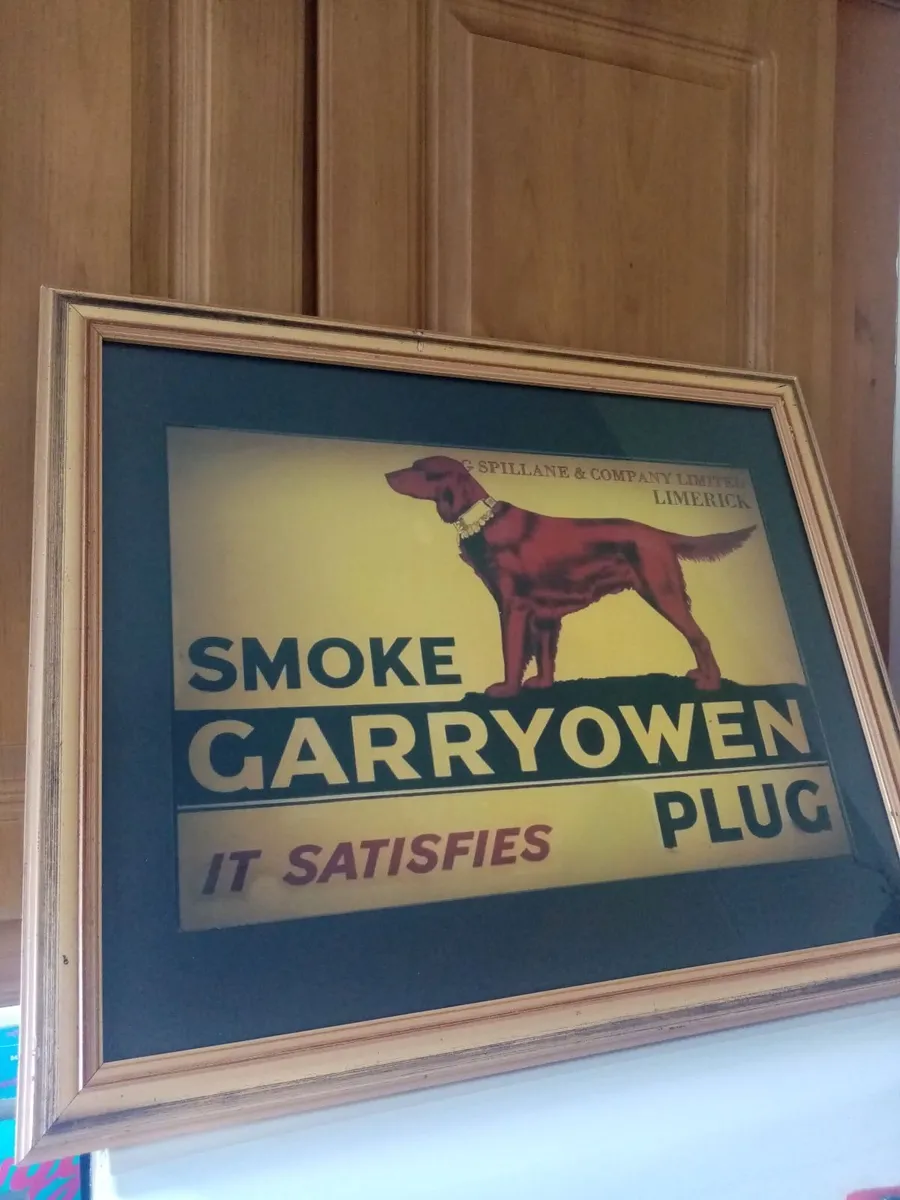 G SPILLANE & COMPANY LIMITED
LIMERICK
SMOKE
GARRYOWEN
PLUG
IT SATISFIES